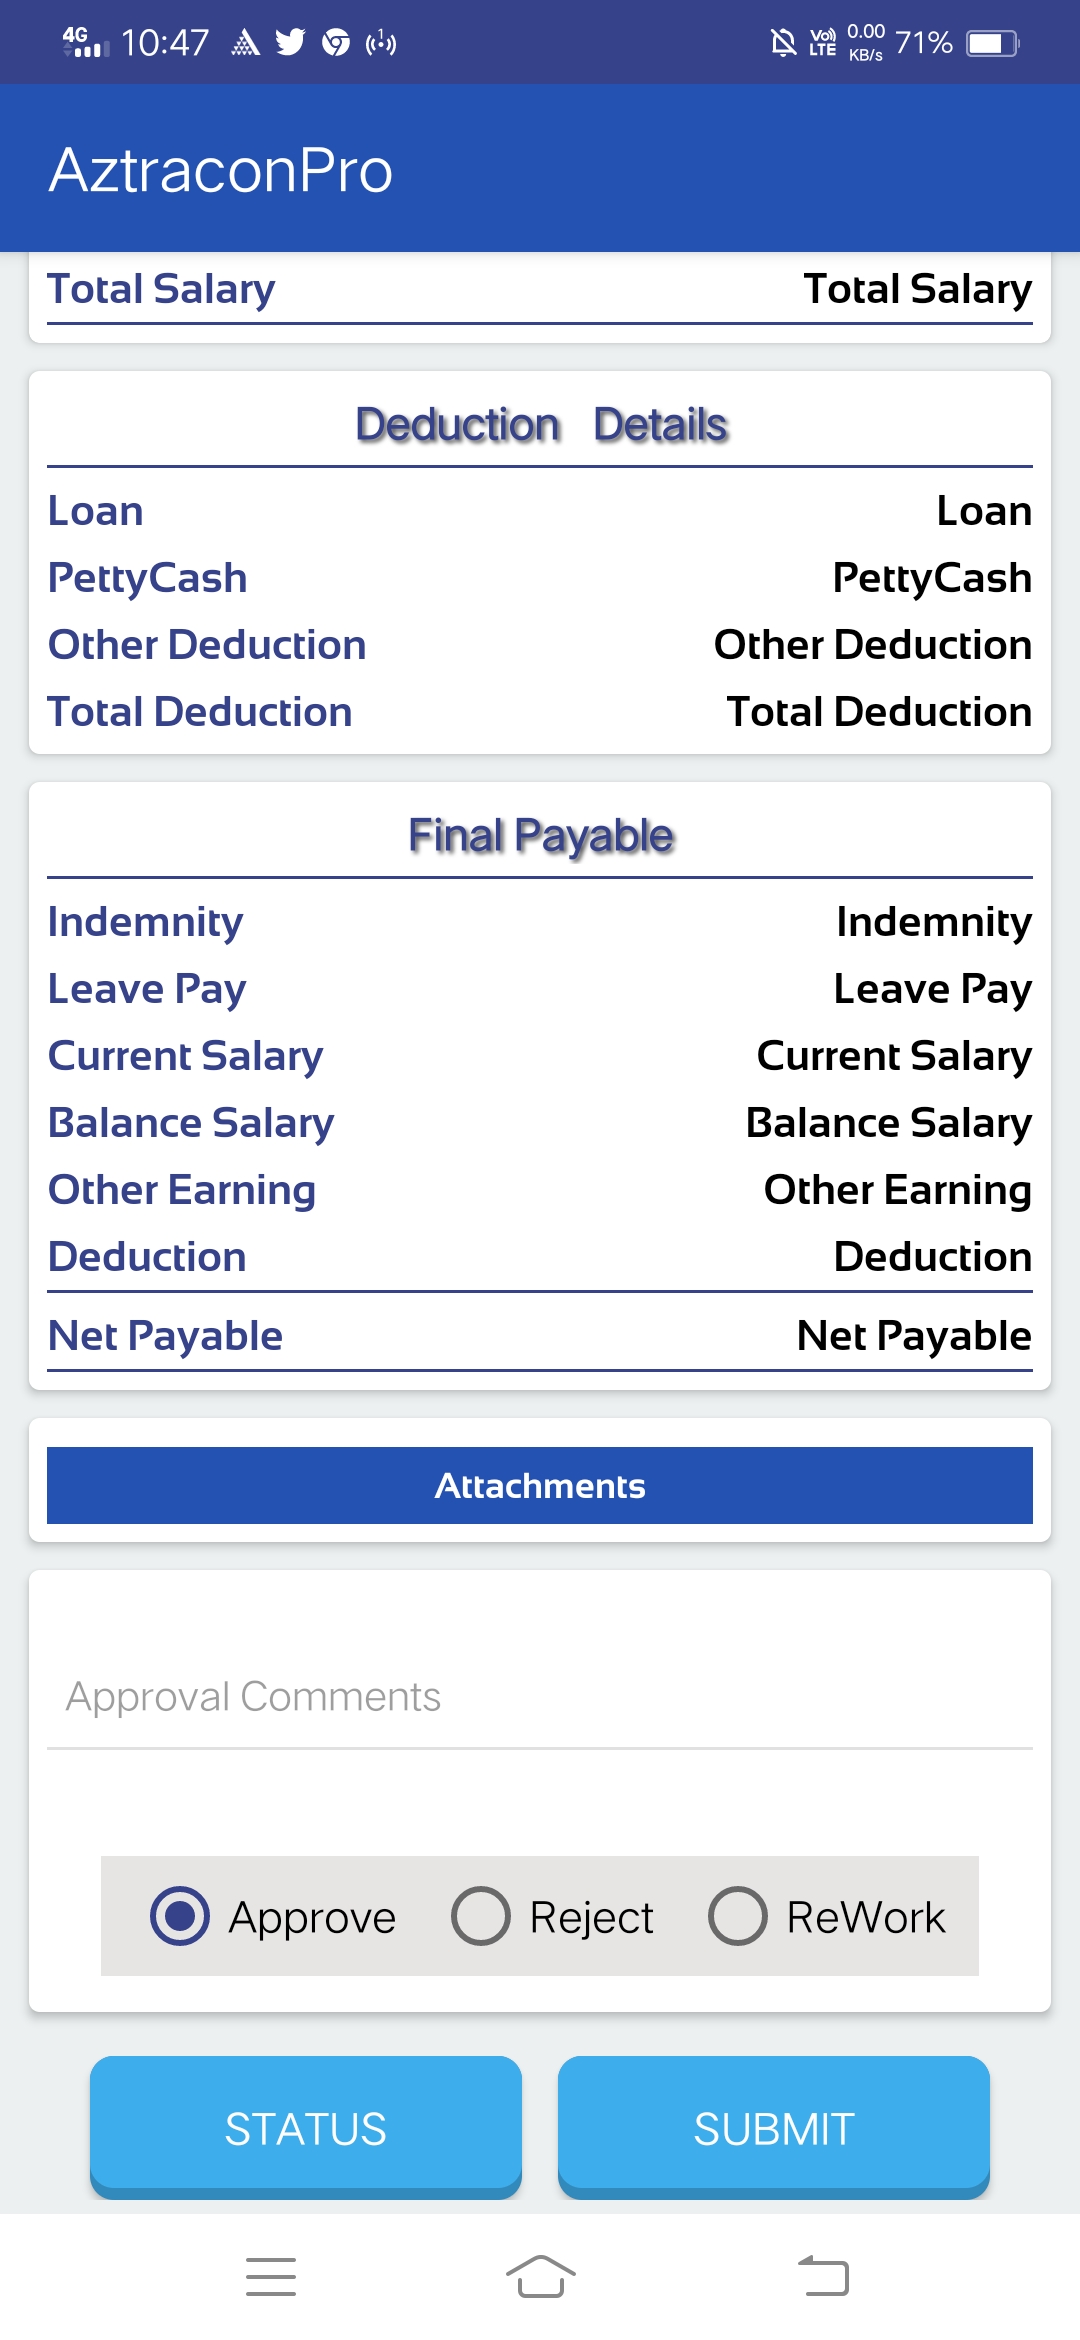 4G 10:47 1 Vo) LTE 0.00 KB/s 71%
AztraconPro
Total Salary Total Salary
Deduction Details
Loan Loan
PettyCash PettyCash
Other Deduction Other Deduction
Total Deduction Total Deduction
Final Payable
Indemnity Indemnity
Leave Pay Leave Pay
Current Salary Current Salary
Balance Salary Balance Salary
Other Earning Other Earning
Deduction Deduction
Net Payable Net Payable
Attachments
Approval Comments
Approve Reject ReWork
STATUS SUBMIT